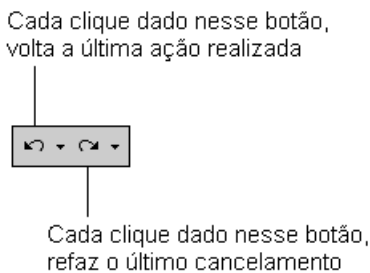 Cada clique dado nesse botão,
volta a última ação realizada
Cada clique dado nesse botão,
refaz o último cancelamento